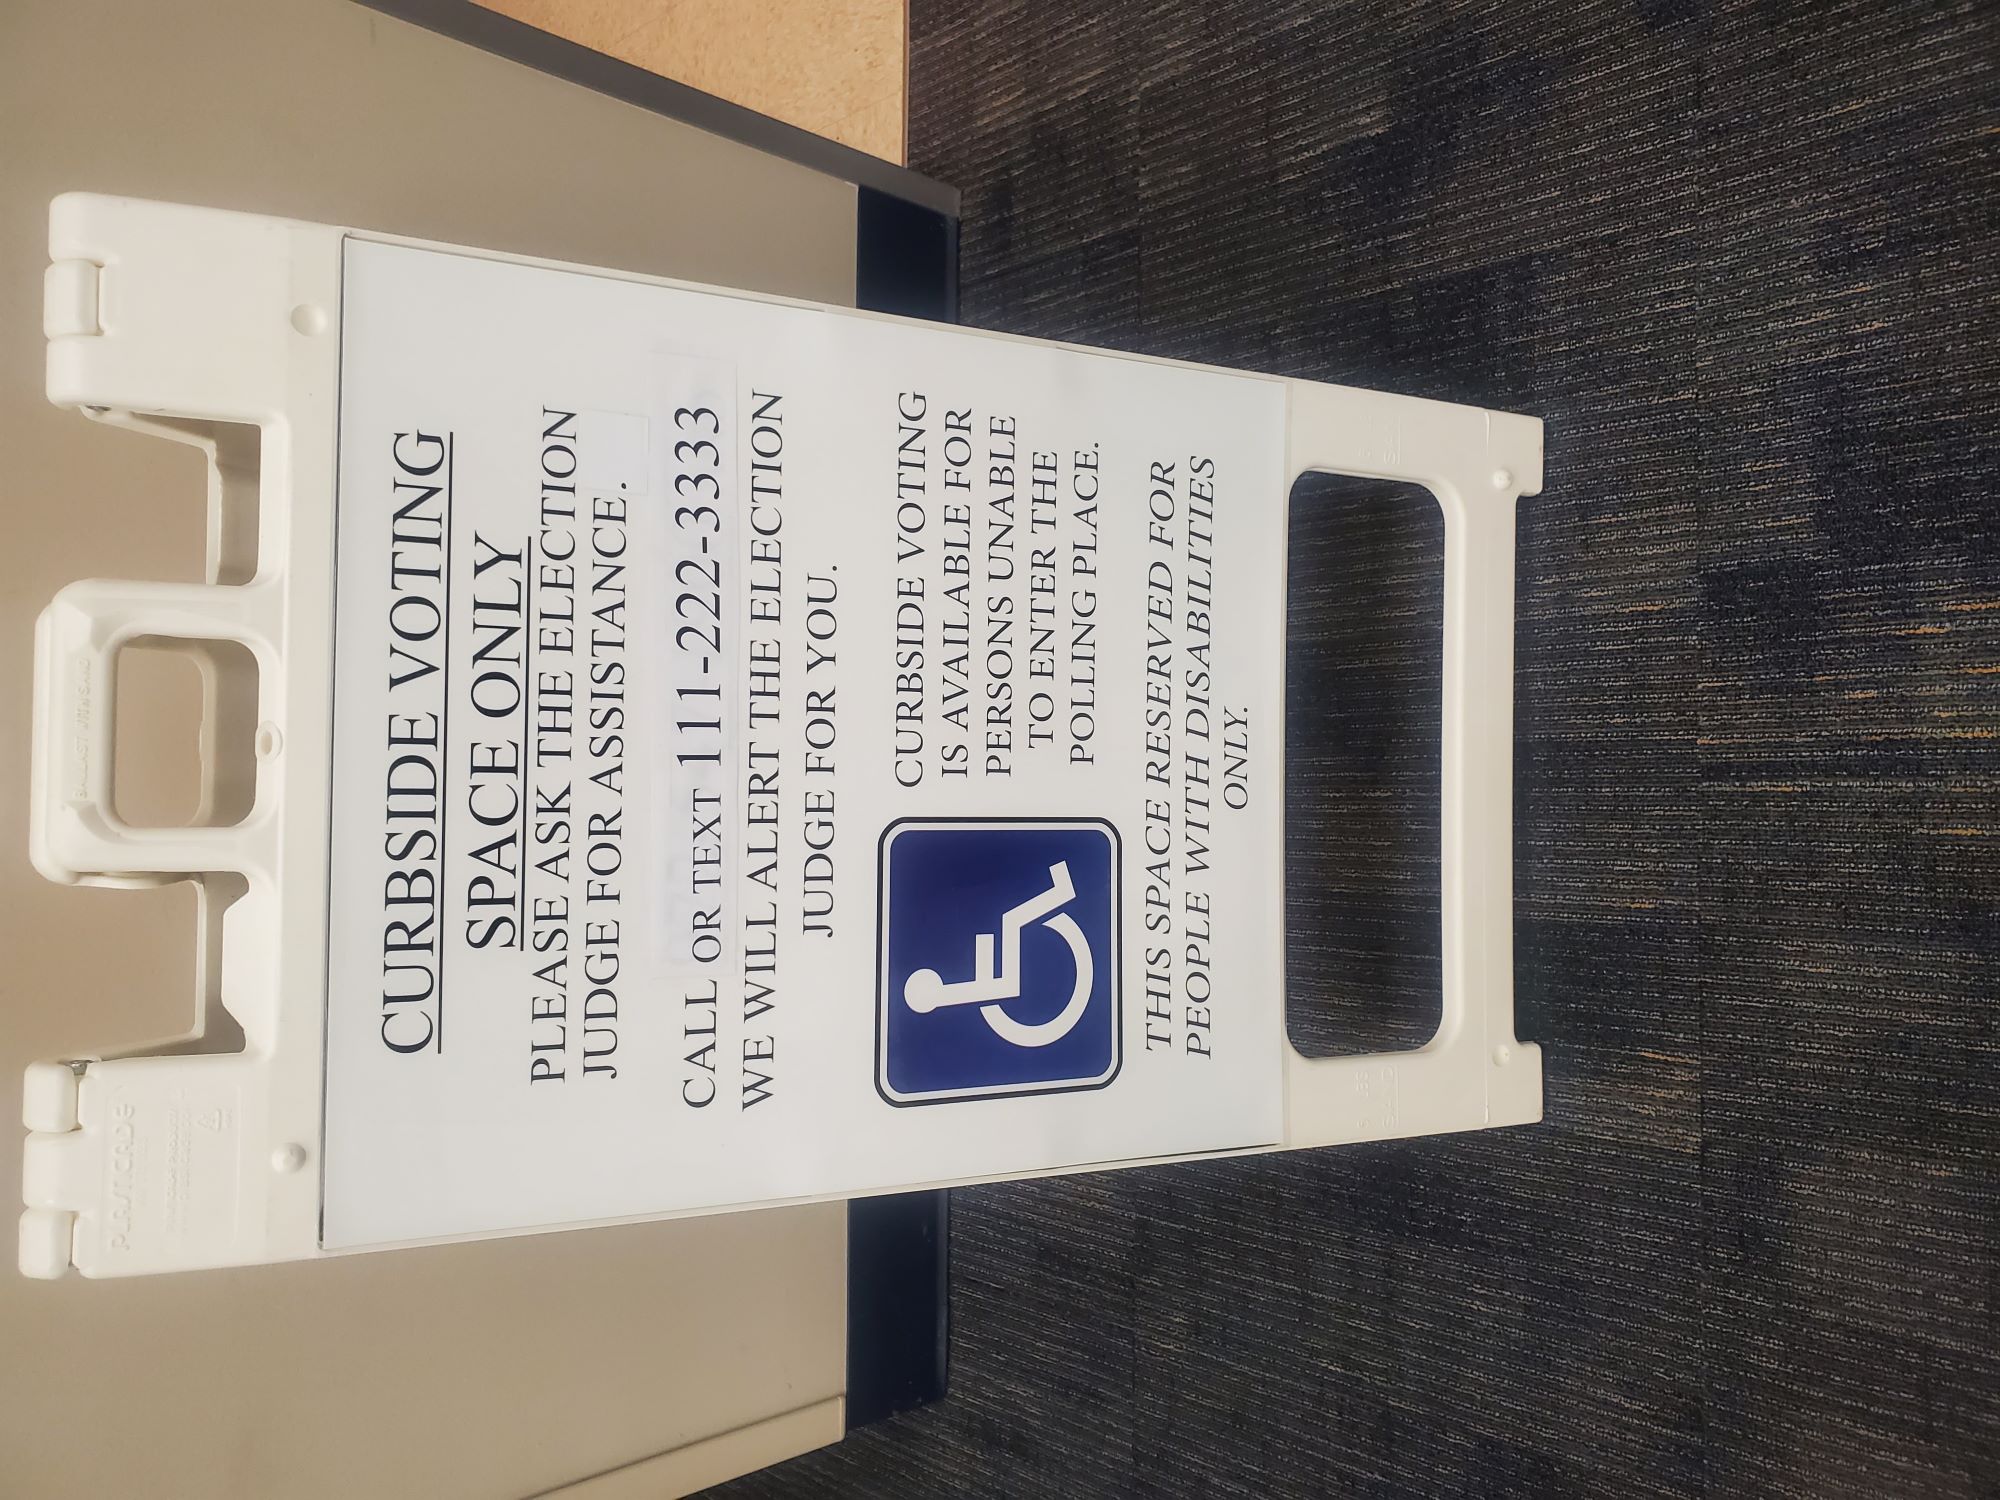 BALLAST W/ SAND
PLASTICADE
CURBSIDE VOTING
SPACE ONLY
PLEASE ASK THE ELECTION
JUDGE FOR ASSISTANCE.
CALL OR TEXT 111-222-3333
WE WILL ALERT THE ELECTION
JUDGE FOR YOU.
CURBSIDE VOTING
IS AVAILABLE FOR
PERSONS UNABLE
TO ENTER THE
POLLING PLACE.
THIS SPACE RESERVED FOR
PEOPLE WITH DISABILITIES
ONLY.